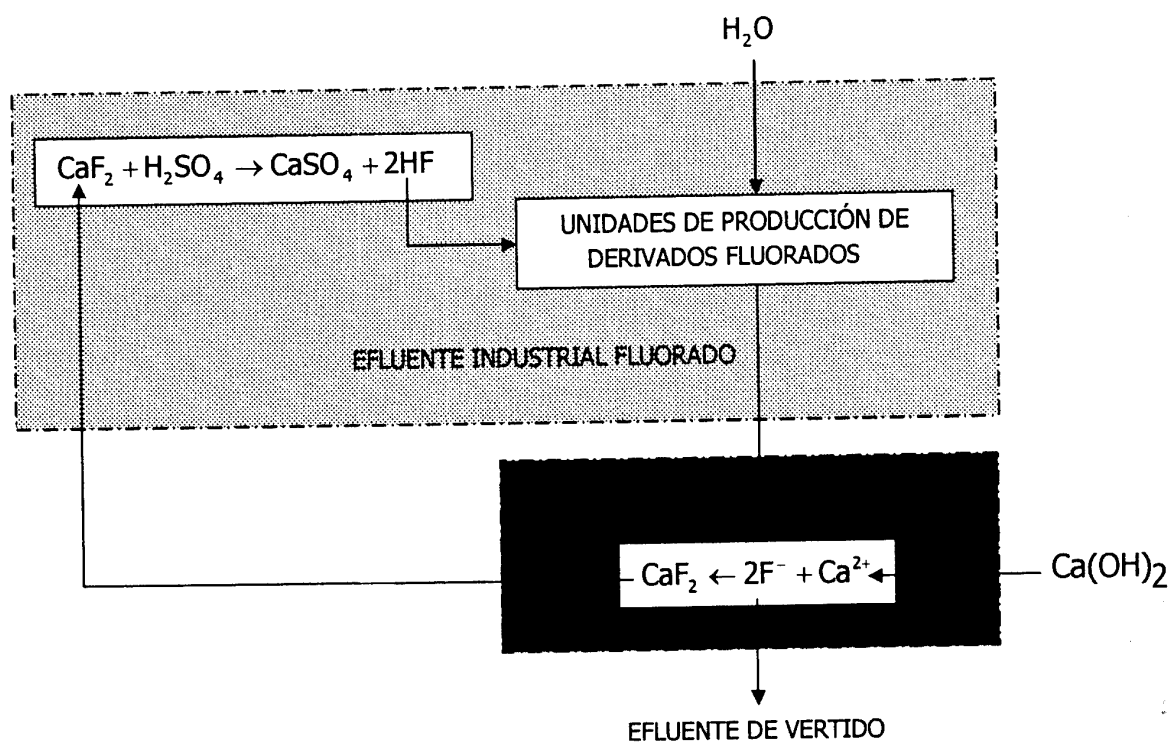 H₂O
CaF₂ + H₂SO₄ → CaSO₄ + 2HF
UNIDADES DE PRODUCCIÓN DE
DERIVADOS FLUORADOS
EFLUENTE INDUSTRIAL FLUORADO
CaF₂ ← 2F⁻ + Ca²⁺
Ca(OH)₂
EFLUENTE DE VERTIDO